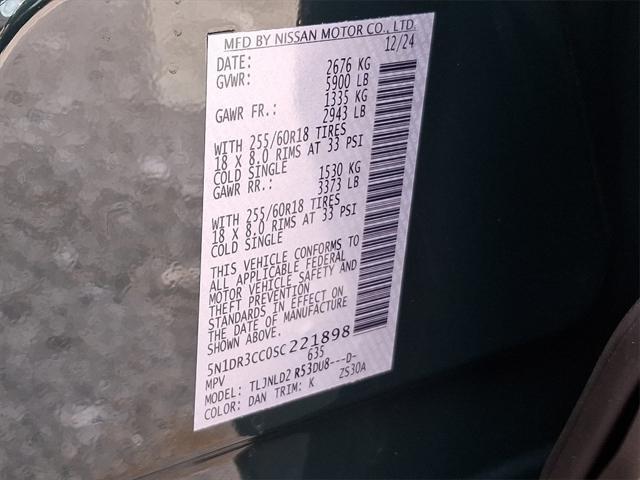 MFD BY NISSAN MOTOR CO., LTD.
DATE: 12/24
GVWR: 2676 KG
5900 LB
GAWR FR.: 1335 KG
2943 LB
WITH 255/60R18 TIRES
18 X 8.0 RIMS AT 33 PSI
COLD SINGLE
GAWR RR.: 1530 KG
3373 LB
WITH 255/60R18 TIRES
18 X 8.0 RIMS AT 33 PSI
COLD SINGLE
THIS VEHICLE CONFORMS TO
ALL APPLICABLE FEDERAL
MOTOR VEHICLE SAFETY AND
THEFT PREVENTION
STANDARDS IN EFFECT ON
THE DATE OF MANUFACTURE
SHOWN ABOVE.
5N1DR3CC0SC221898
MPV 635
MODEL: TLJNLD2 R53DU8---D-
COLOR: DAN TRIM: K ZS30A